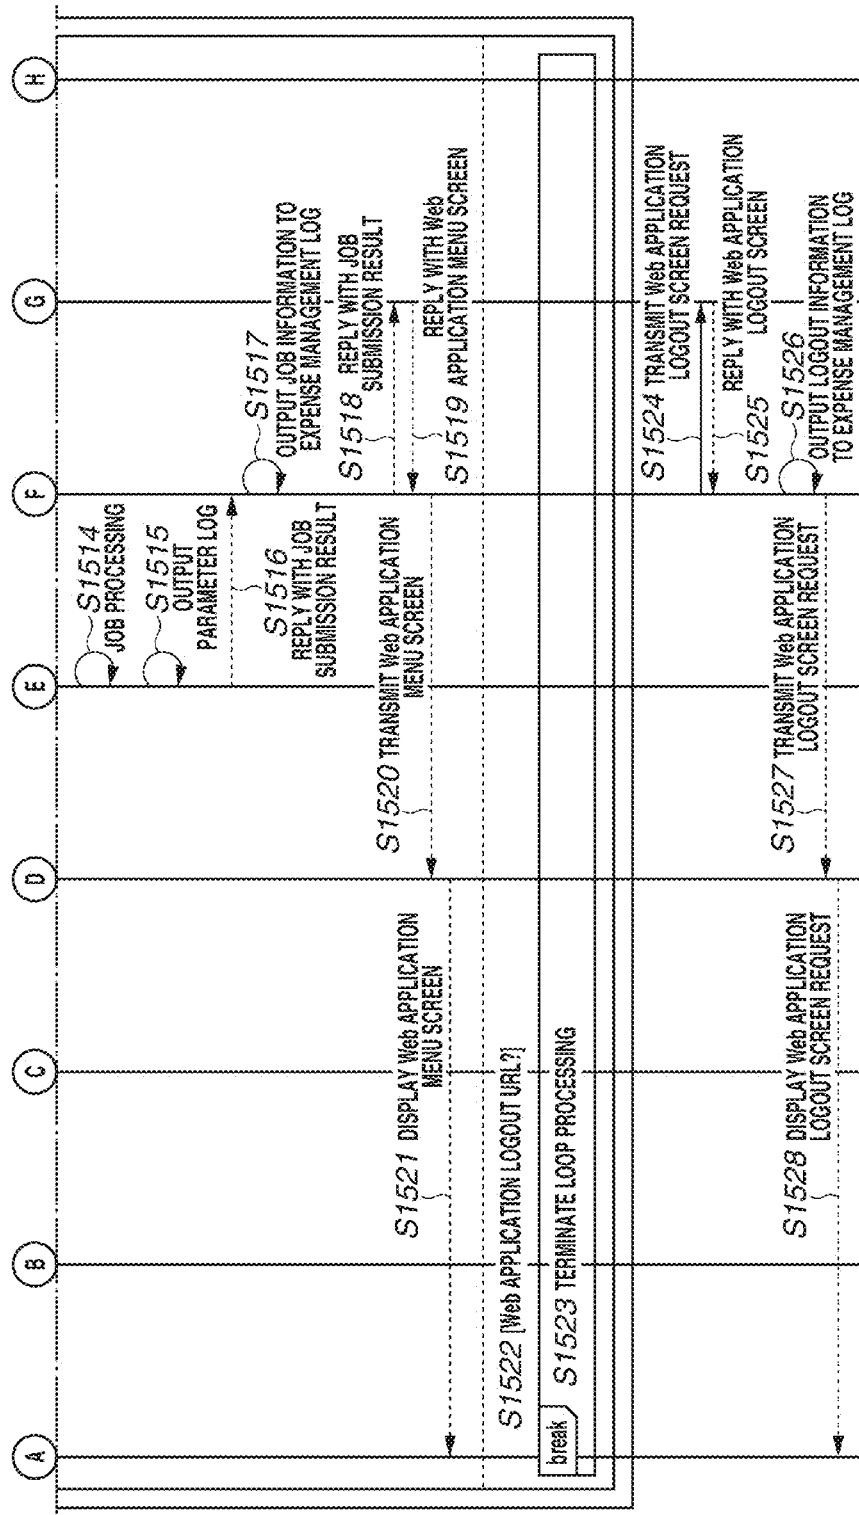 A
B
C
D
E
F
G
H
S1514
JOB PROCESSING
S1515
OUTPUT
PARAMETER LOG
S1516
REPLY WITH JOB
SUBMISSION RESULT
S1517
OUTPUT JOB INFORMATION TO
EXPENSE MANAGEMENT LOG
S1518 REPLY WITH JOB
SUBMISSION RESULT
REPLY WITH Web
S1519 APPLICATION MENU SCREEN
S1520 TRANSMIT Web APPLICATION
MENU SCREEN
S1521 DISPLAY Web APPLICATION
MENU SCREEN
S1522 [Web APPLICATION LOGOUT URL?]
break
S1523 TERMINATE LOOP PROCESSING
S1524 TRANSMIT Web APPLICATION
LOGOUT SCREEN REQUEST
REPLY WITH Web APPLICATION
S1525 LOGOUT SCREEN
S1526
OUTPUT LOGOUT INFORMATION
TO EXPENSE MANAGEMENT LOG
S1527 TRANSMIT Web APPLICATION
LOGOUT SCREEN REQUEST
S1528 DISPLAY Web APPLICATION
LOGOUT SCREEN REQUEST